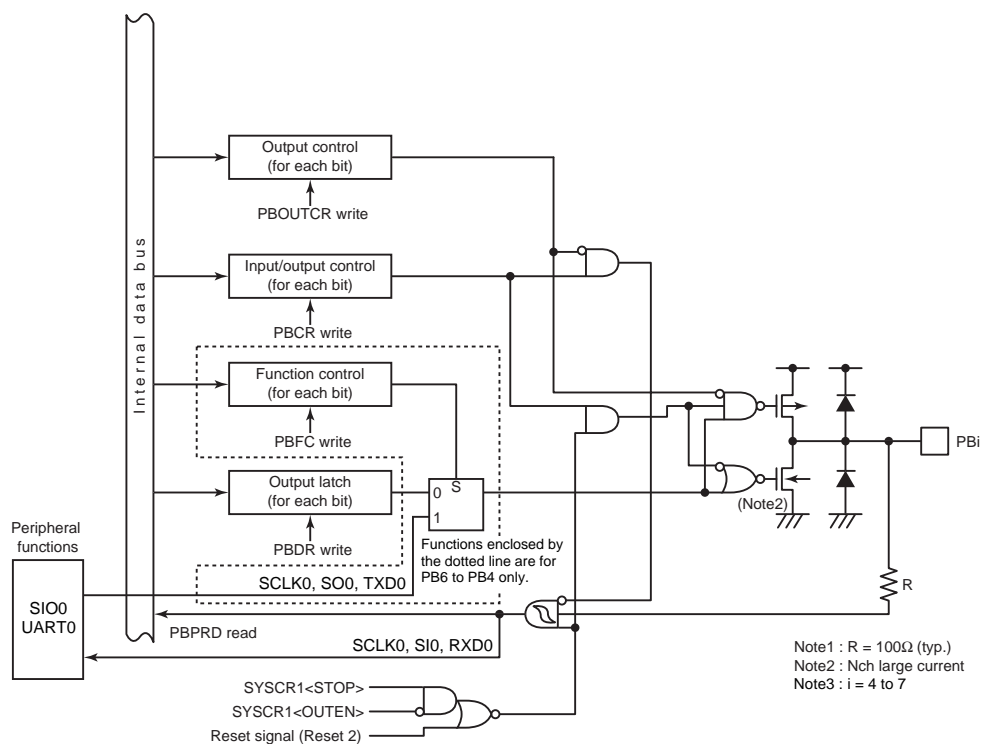 Output control
(for each bit)
PBOUTCR write
Internal data bus
Input/output control
(for each bit)
PBCR write
Function control
(for each bit)
PBFC write
PBi
Output latch
(for each bit)
S
0
1
(Note2)
PBDR write
Functions enclosed by
the dotted line are for
PB6 to PB4 only.
Peripheral
functions
SCLK0, SO0, TXD0
R
SIO0
UART0
PBPRD read
SCLK0, SI0, RXD0
Note1 : R = 100Ω (typ.)
Note2 : Nch large current
Note3 : i = 4 to 7
SYSCR1<STOP>
SYSCR1<OUTEN>
Reset signal (Reset 2)